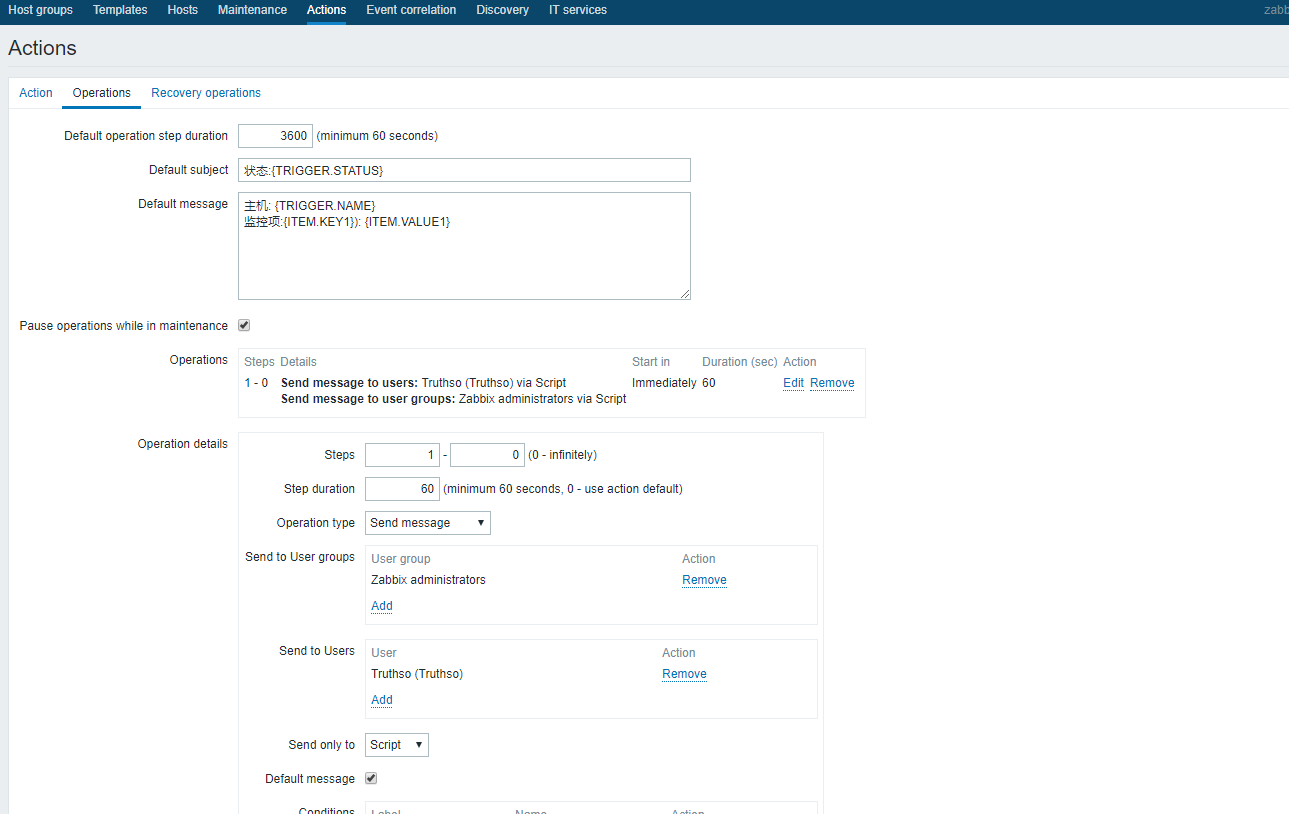 Host groups Templates Hosts Maintenance Actions Event correlation Discovery IT services zabb
Actions
Action Operations Recovery operations
Default operation step duration 3600 (minimum 60 seconds)
Default subject 状态:{TRIGGER.STATUS}
Default message 主机: {TRIGGER.NAME}
监控项:{ITEM.KEY1}): {ITEM.VALUE1}
Pause operations while in maintenance
Operations Steps Details Start in Duration (sec) Action
1 - 0 Send message to users: Truthso (Truthso) via Script Immediately 60 Edit Remove
Send message to user groups: Zabbix administrators via Script
Operation details
Steps 1 - 0 (0 - infinitely)
Step duration 60 (minimum 60 seconds, 0 - use action default)
Operation type Send message
Send to User groups User group Action
Zabbix administrators Remove
Add
Send to Users User Action
Truthso (Truthso) Remove
Add
Send only to Script
Default message
Conditions Label Name Action